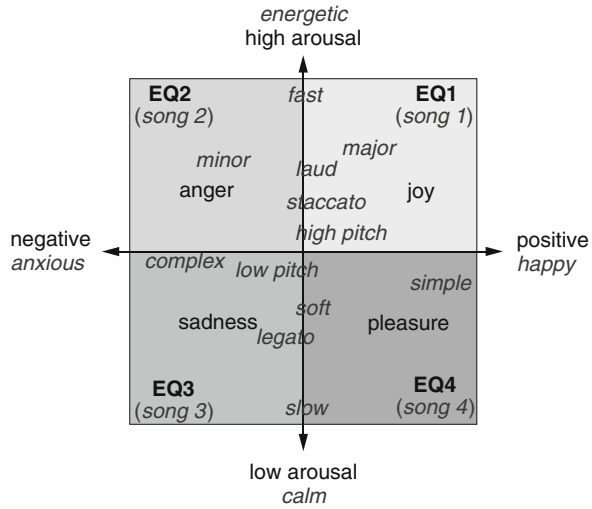 energetic
high arousal
EQ2
(song 2)
fast
EQ1
(song 1)
minor
major
laud
anger
joy
staccato
high pitch
negative
anxious
positive
happy
complex
low pitch
simple
soft
sadness
pleasure
legato
EQ3
(song 3)
slow
EQ4
(song 4)
low arousal
calm